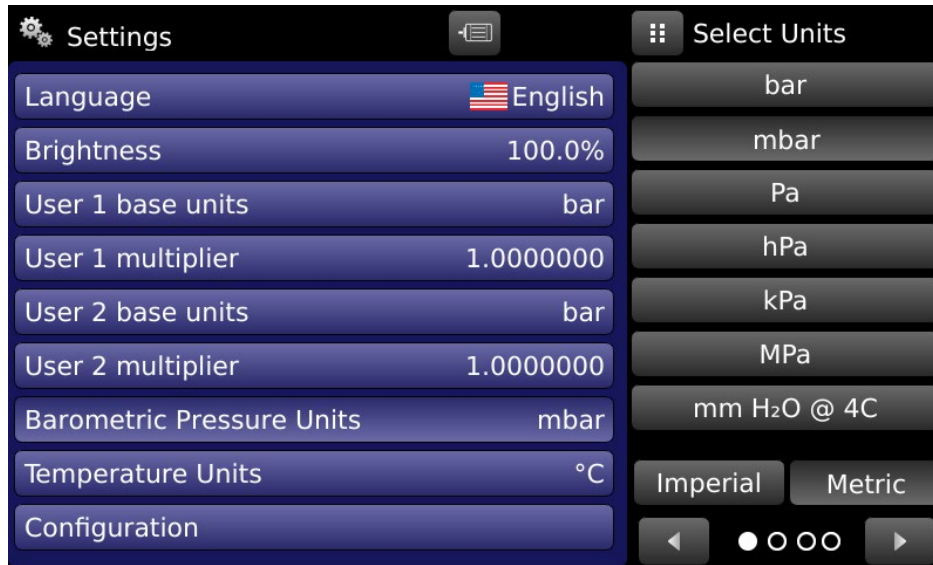 Settings
Language English
Brightness 100.0%
User 1 base units bar
User 1 multiplier 1.0000000
User 2 base units bar
User 2 multiplier 1.0000000
Barometric Pressure Units mbar
Temperature Units °C
Configuration
Select Units
bar
mbar
Pa
hPa
kPa
MPa
mm H₂O @ 4C
Imperial Metric